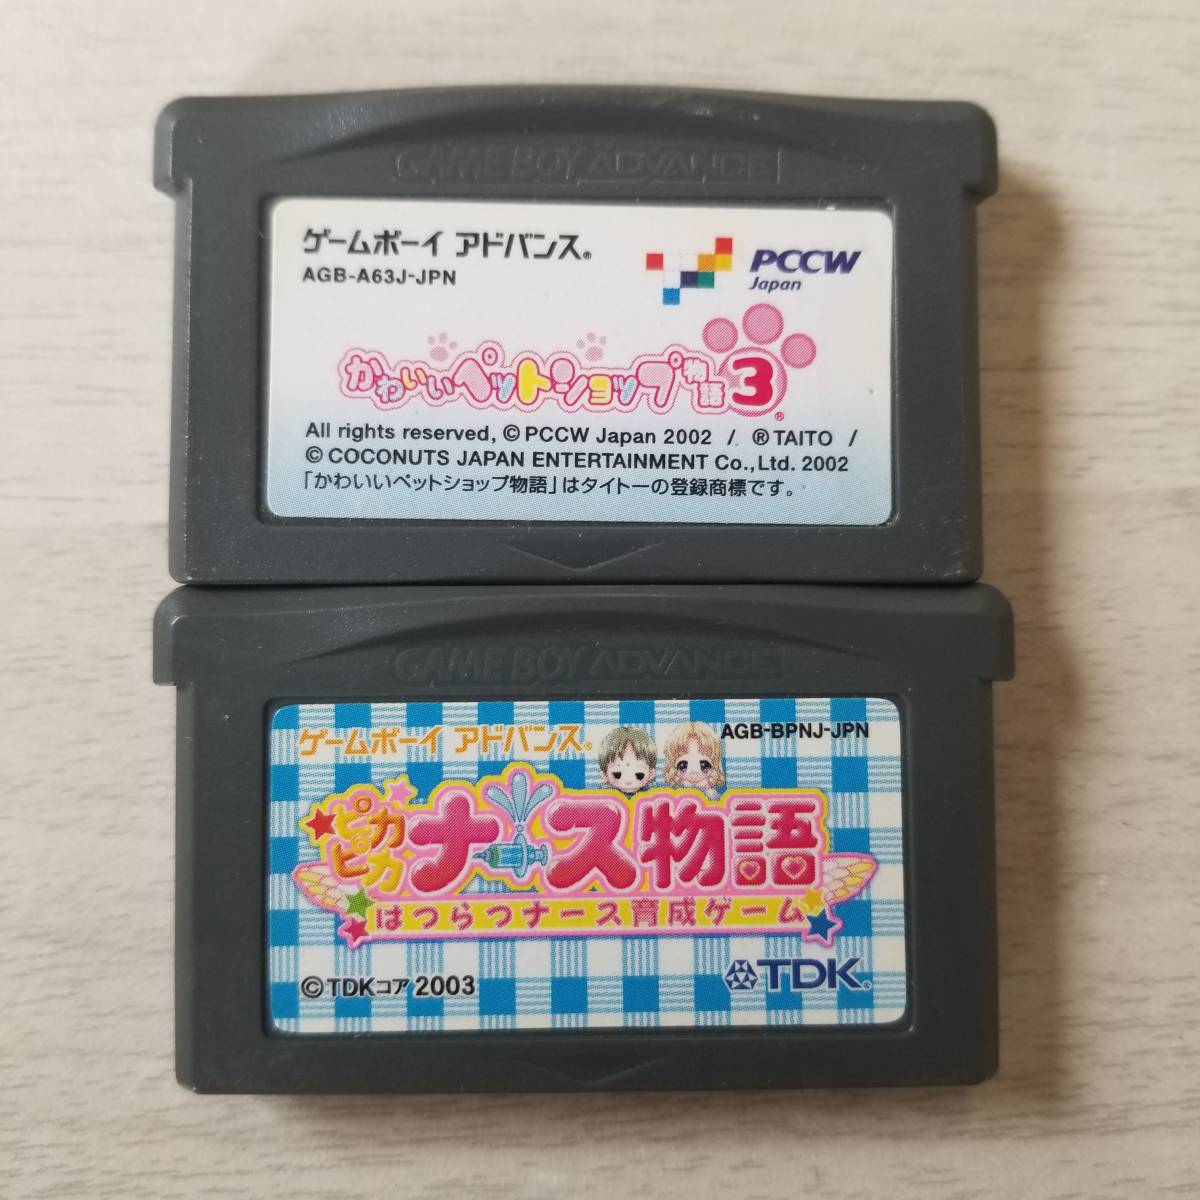 GAME BOY ADVANCE
ゲームボーイ アドバンス®
AGB-A63J-JPN
PCCW
Japan
かわいいペットショップ物語3®
All rights reserved, © PCCW Japan 2002 / ® TAITO /
© COCONUTS JAPAN ENTERTAINMENT Co.,Ltd. 2002
「かわいいペットショップ物語」はタイトーの登録商標です。
GAME BOY ADVANCE
ゲームボーイ アドバンス®
AGB-BPNJ-JPN
ピカピカナース物語
はつらつナース育成ゲーム
©TDKコア 2003
TDK®